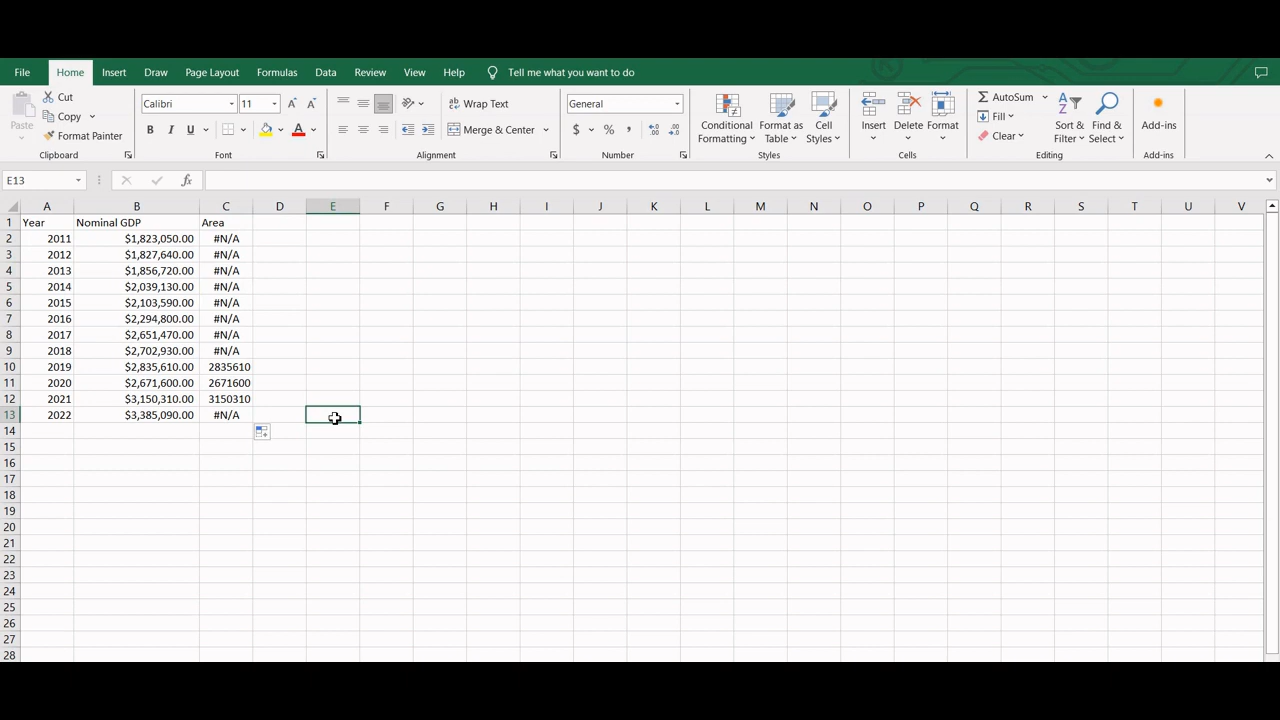 File Home Insert Draw Page Layout Formulas Data Review View Help Tell me what you want to do
Paste
Cut
Copy
Format Painter
Clipboard
Calibri 11 A A
B I U A
Font
ab Wrap Text
Merge & Center
Alignment
General
$ % ,
Number
Conditional Formatting
Format as Table
Cell Styles
Styles
Insert Delete Format
Cells
Σ AutoSum
Fill
Clear
Sort & Filter
Find & Select
Editing
Add-ins
Add-ins
E13 fx
A B C D E F G H I J K L M N O P Q R S T U V
1 Year Nominal GDP Area
2 2011 $1,823,050.00 #N/A
3 2012 $1,827,640.00 #N/A
4 2013 $1,856,720.00 #N/A
5 2014 $2,039,130.00 #N/A
6 2015 $2,103,590.00 #N/A
7 2016 $2,294,800.00 #N/A
8 2017 $2,651,470.00 #N/A
9 2018 $2,702,930.00 #N/A
10 2019 $2,835,610.00 2835610
11 2020 $2,671,600.00 2671600
12 2021 $3,150,310.00 3150310
13 2022 $3,385,090.00 #N/A
14
15
16
17
18
19
20
21
22
23
24
25
26
27
28